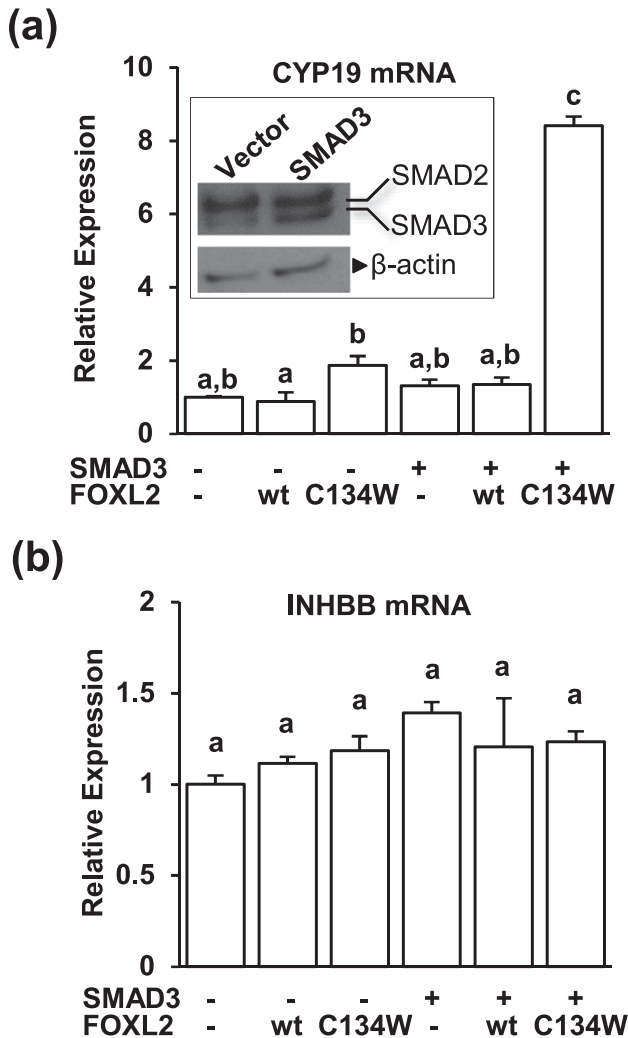 (a)
CYP19 mRNA
Relative Expression
10
8
6
4
2
0
Vector SMAD3
SMAD2
SMAD3
β-actin
a,b a b a,b a,b c
SMAD3 - - - + + +
FOXL2 - wt C134W - wt C134W
(b)
INHBB mRNA
Relative Expression
2
1.5
1
0.5
0
a a a a a a
SMAD3 - - - + + +
FOXL2 - wt C134W - wt C134W